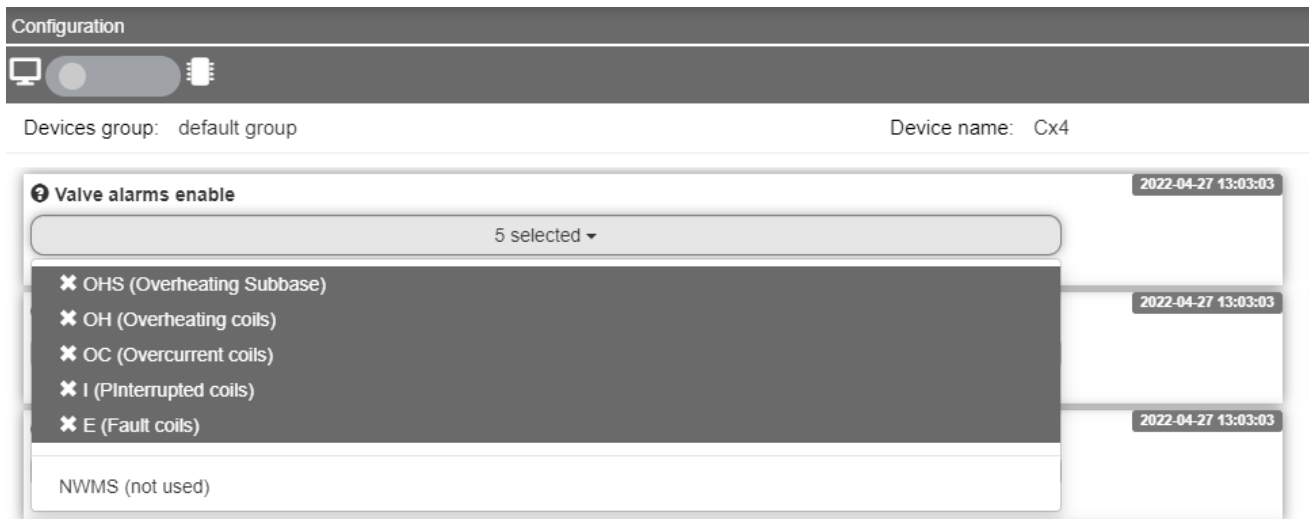 Configuration
Devices group: default group Device name: Cx4
Valve alarms enable 2022-04-27 13:03:03
5 selected
OHS (Overheating Subbase)
2022-04-27 13:03:03
OH (Overheating coils)
OC (Overcurrent coils)
I (PInterrupted coils)
E (Fault coils) 2022-04-27 13:03:03
NWMS (not used)